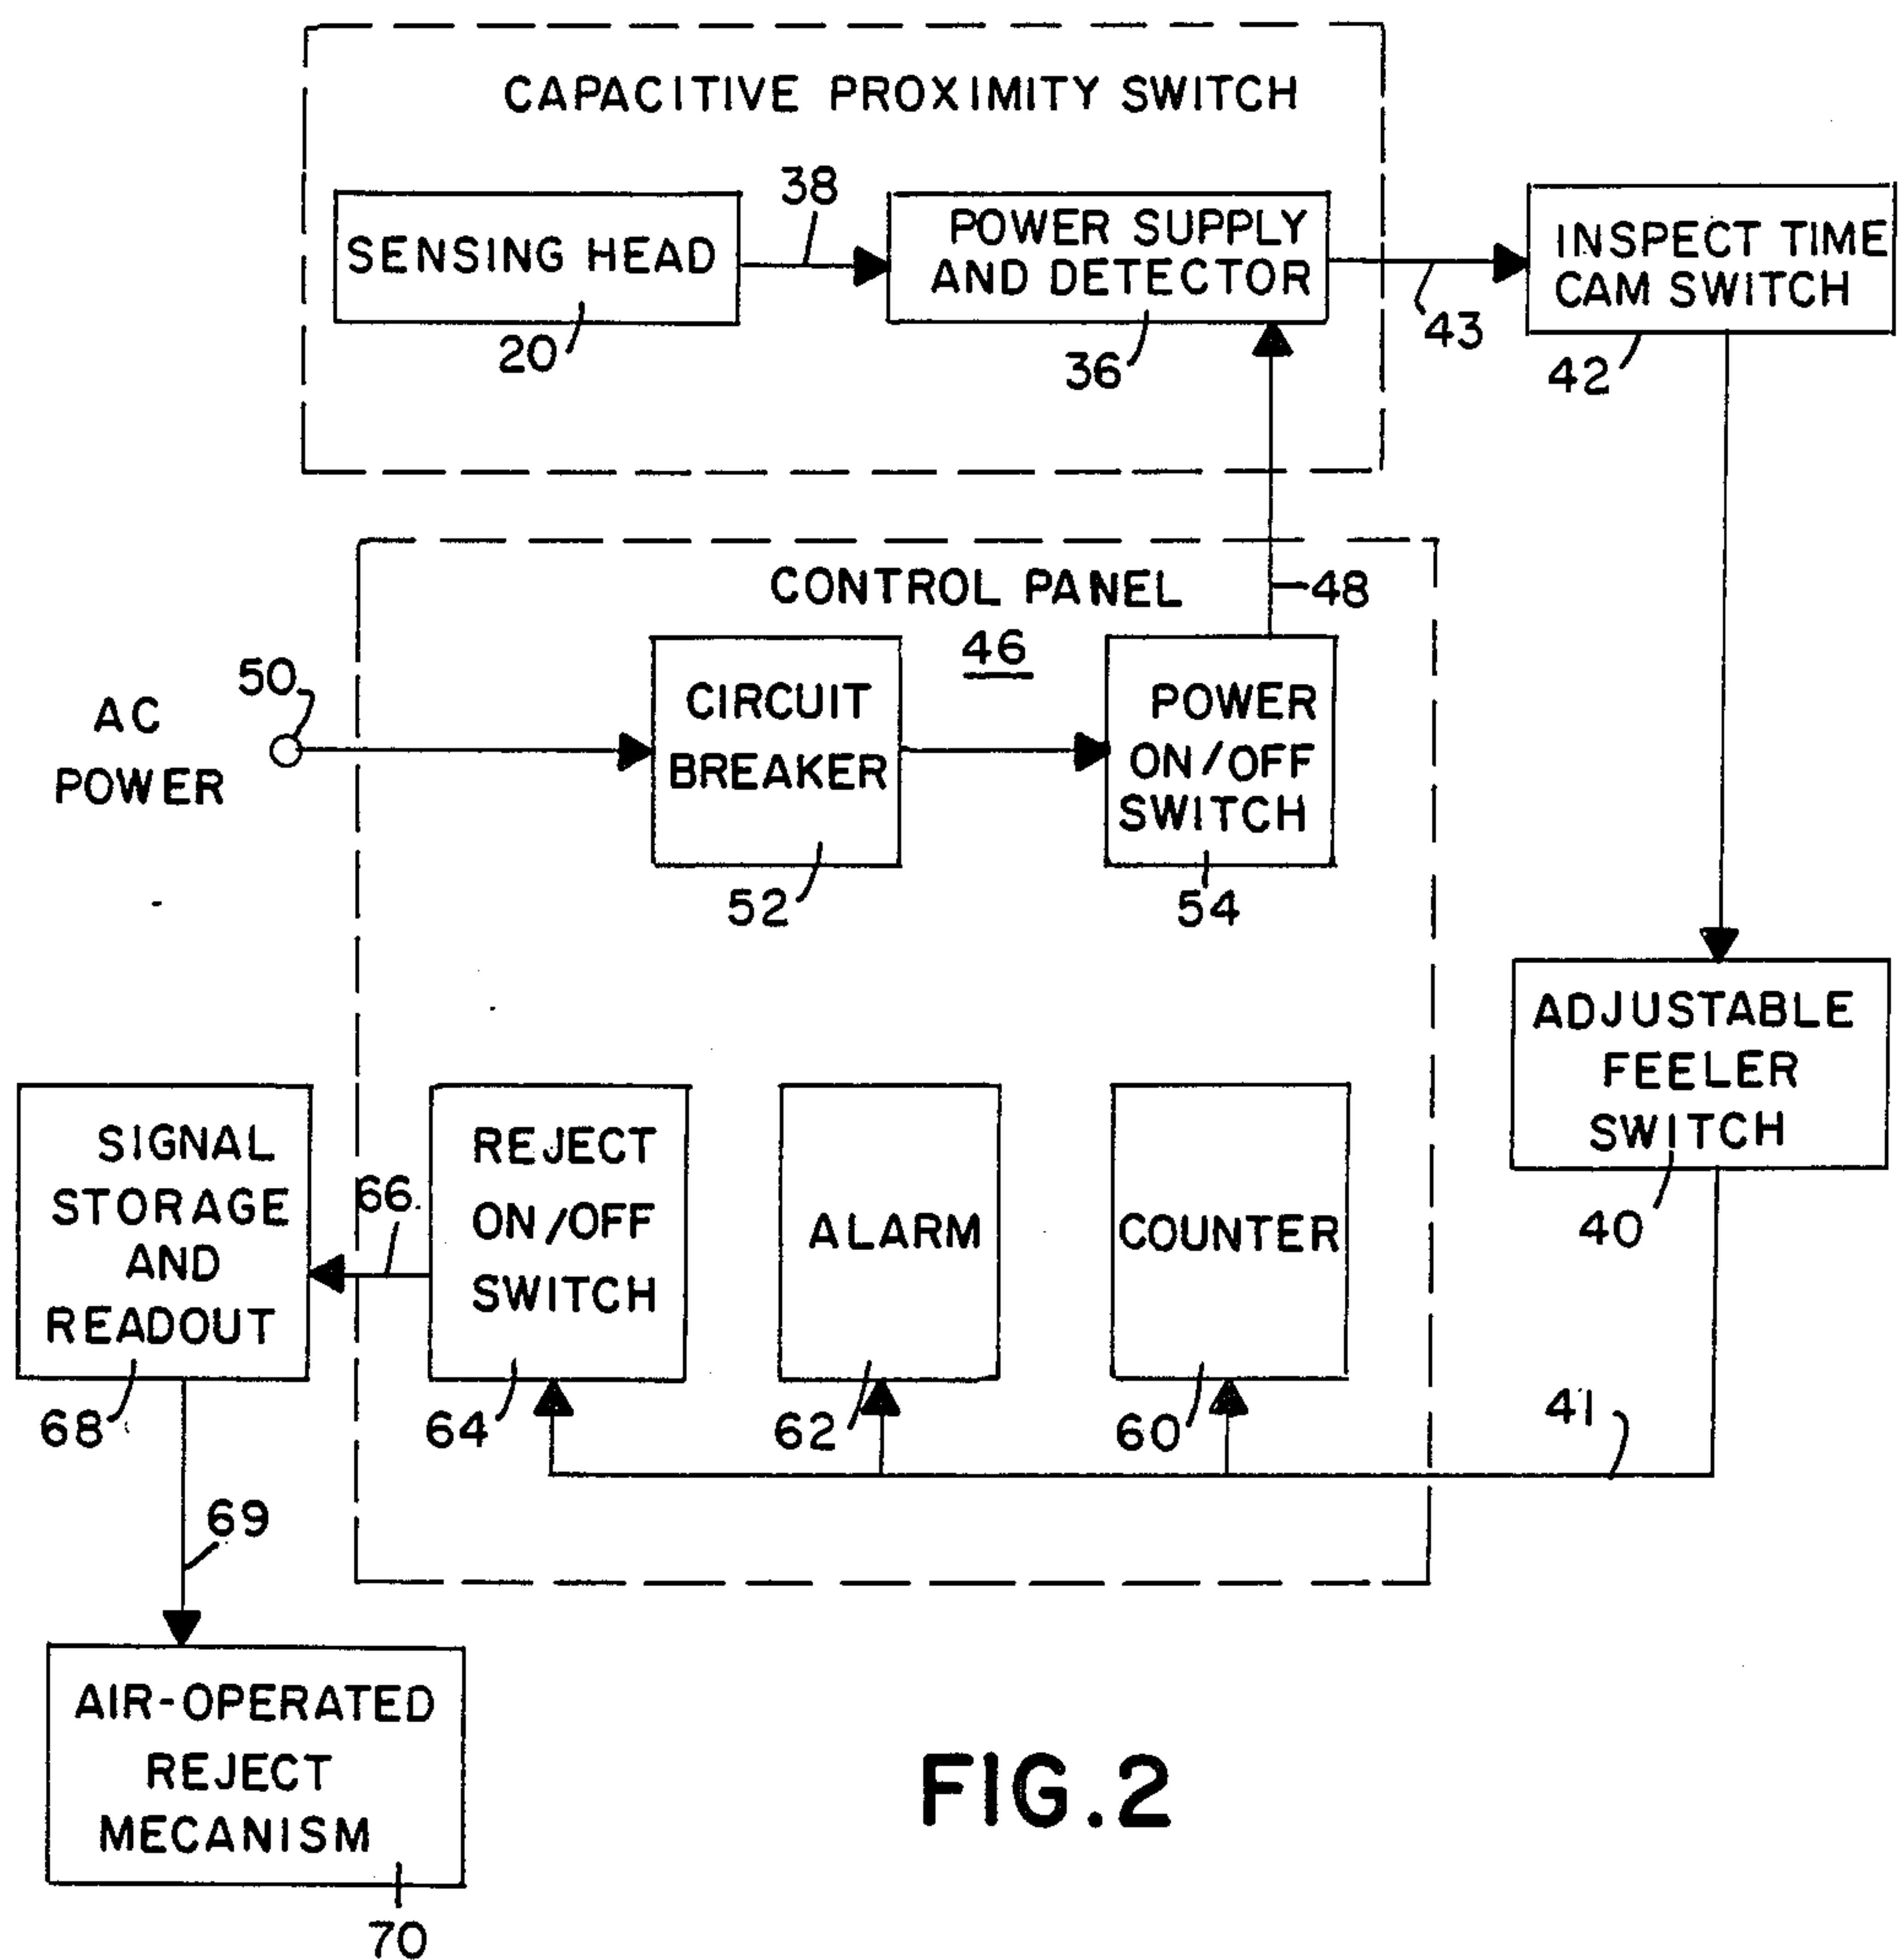 CAPACITIVE PROXIMITY SWITCH
38
SENSING HEAD
20
POWER SUPPLY
AND DETECTOR
36
43
INSPECT TIME
CAM SWITCH
42
CONTROL PANEL
46
48
AC
POWER
50
CIRCUIT
BREAKER
52
POWER
ON/OFF
SWITCH
54
ADJUSTABLE
FEELER
SWITCH
40
SIGNAL
STORAGE
AND
READOUT
68
66
REJECT
ON/OFF
SWITCH
64
ALARM
62
COUNTER
60
41
69
AIR-OPERATED
REJECT
MECANISM
70
FIG.2